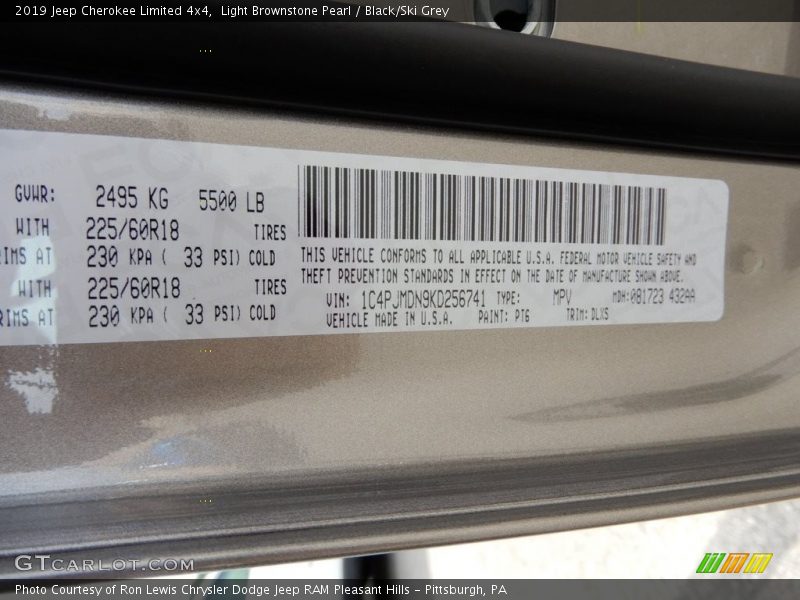 2019 Jeep Cherokee Limited 4x4, Light Brownstone Pearl / Black/Ski Grey
GVWR: 2495 KG 5500 LB
WITH 225/60R18 TIRES
RIMS AT 230 KPA ( 33 PSI) COLD
WITH 225/60R18 TIRES
RIMS AT 230 KPA ( 33 PSI) COLD
THIS VEHICLE CONFORMS TO ALL APPLICABLE U.S.A. FEDERAL MOTOR VEHICLE SAFETY AND
THEFT PREVENTION STANDARDS IN EFFECT ON THE DATE OF MANUFACTURE SHOWN ABOVE.
VIN: 1C4PJMDN9KD256741 TYPE: MPV MDH:081723 432AA
VEHICLE MADE IN U.S.A. PAINT: PT6 TRIM: DLXS
GTCARLOT.COM
Photo Courtesy of Ron Lewis Chrysler Dodge Jeep RAM Pleasant Hills - Pittsburgh, PA